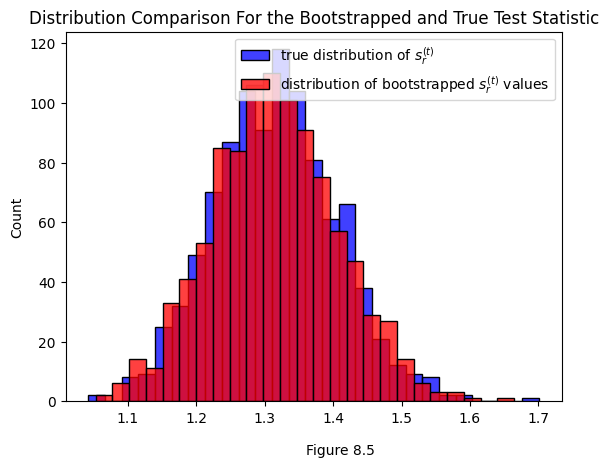 Distribution Comparison For the Bootstrapped and True Test Statistic
true distribution of $s_r^{(t)}$
distribution of bootstrapped $s_r^{(t)}$ values
Count
120
100
80
60
40
20
0
1.1 1.2 1.3 1.4 1.5 1.6 1.7
Figure 8.5